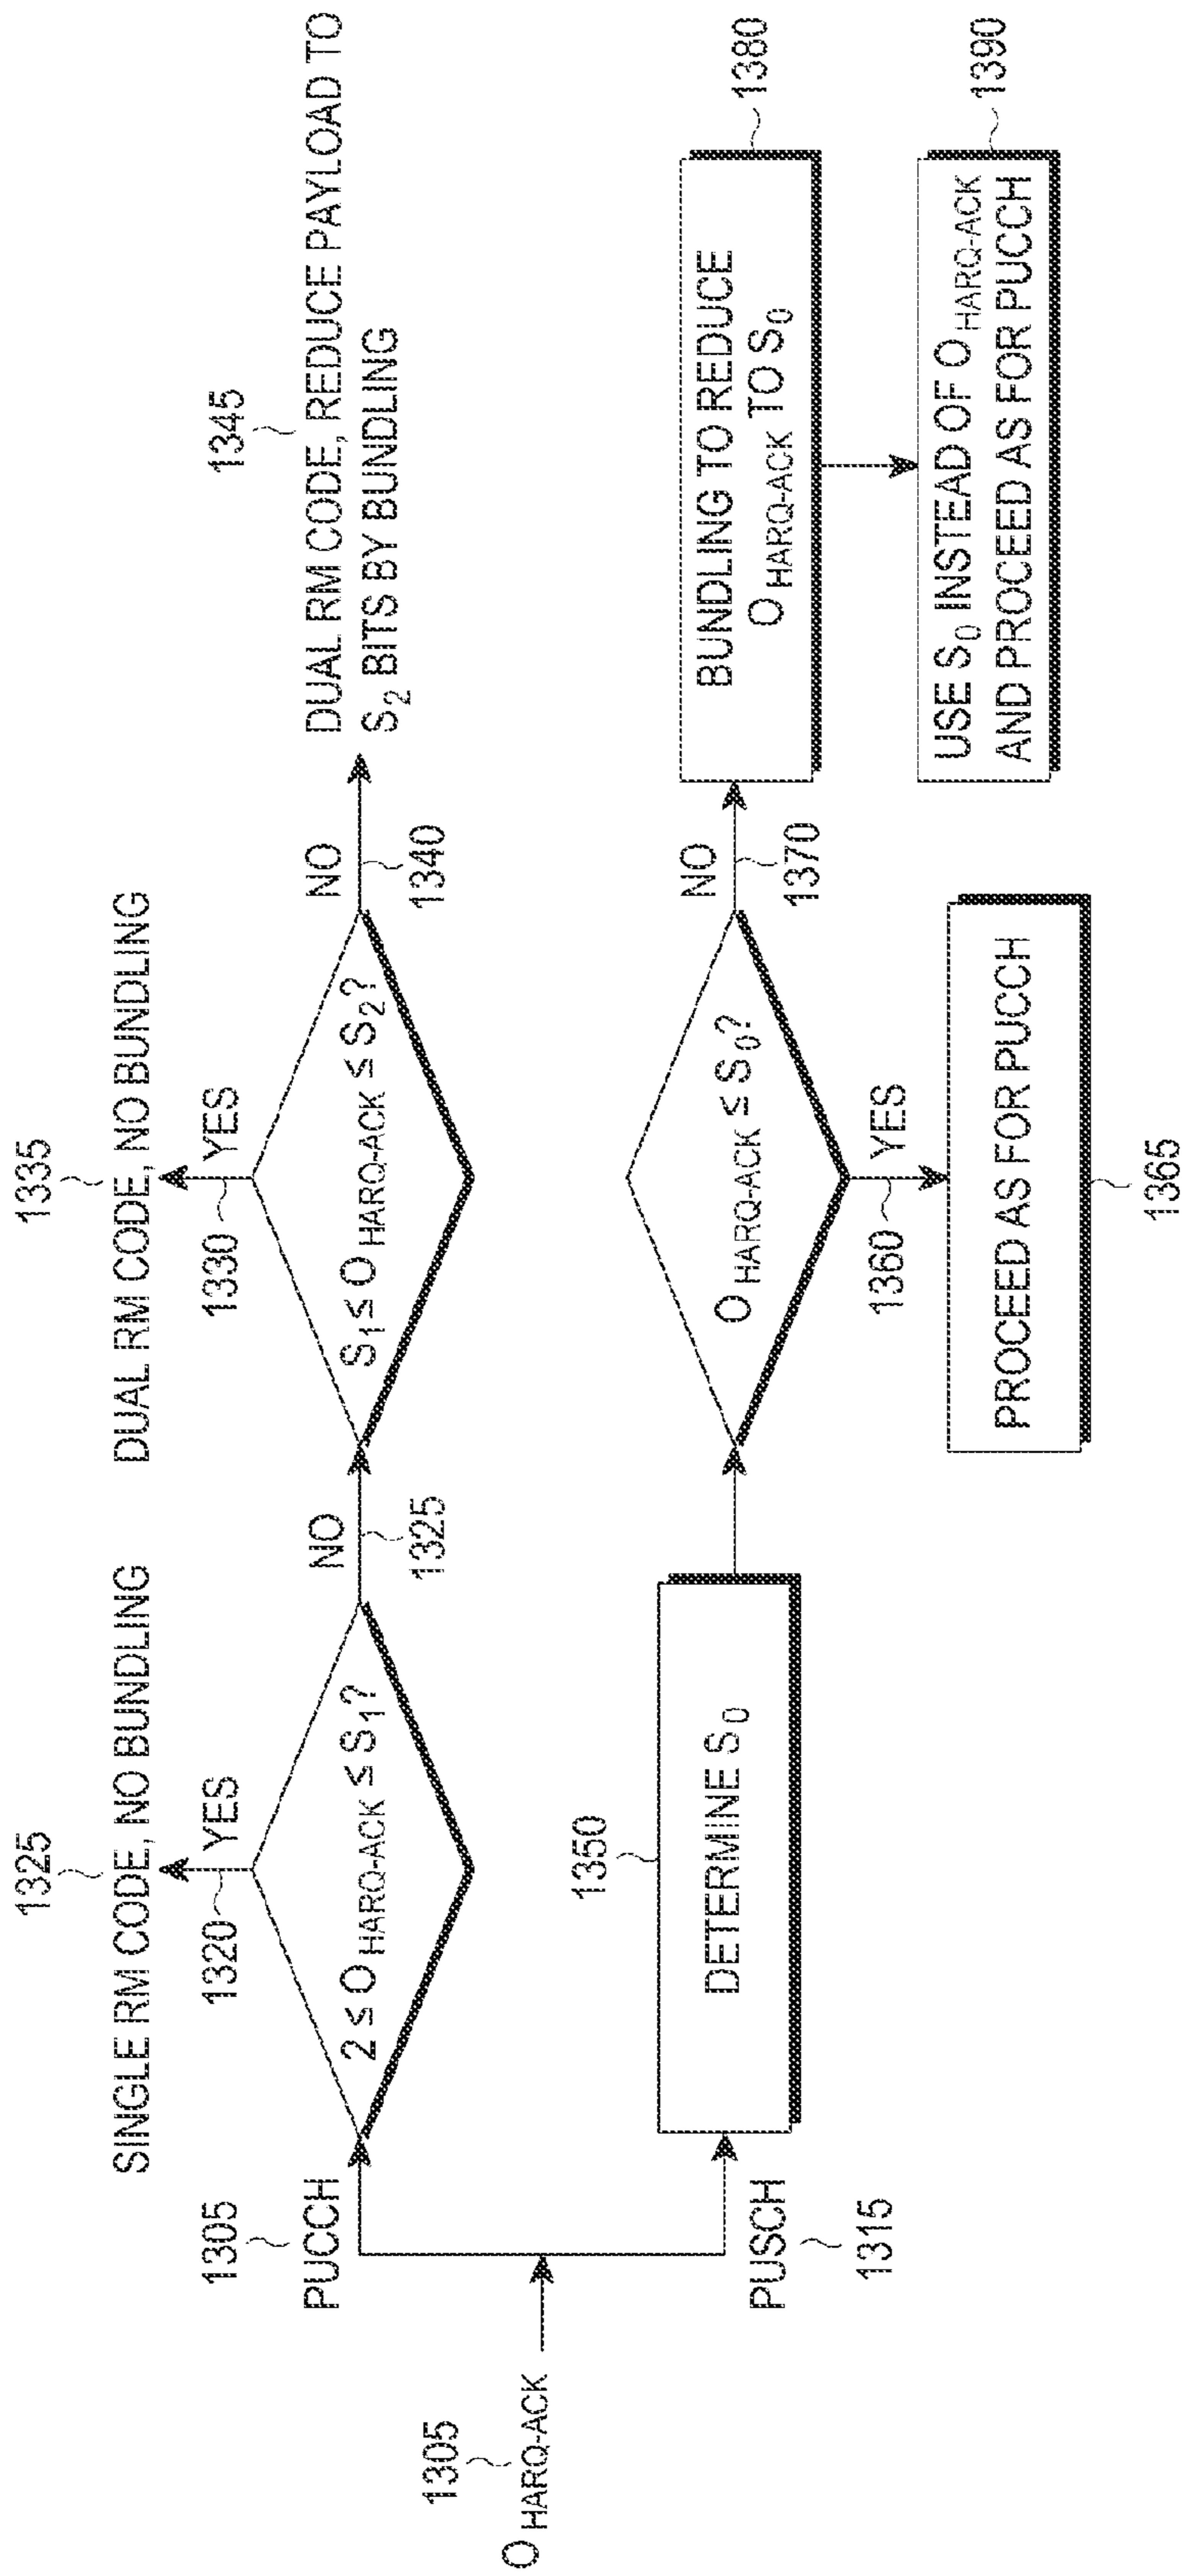 1305
O HARQ-ACK
1305
PUCCH
PUSCH
1315
2 ≤ O HARQ-ACK ≤ S1?
1320
YES
1325
SINGLE RM CODE, NO BUNDLING
NO
1325
S1 ≤ O HARQ-ACK ≤ S2?
1330
YES
1335
DUAL RM CODE, NO BUNDLING
NO
1340
1345
DUAL RM CODE, REDUCE PAYLOAD TO
S2 BITS BY BUNDLING
1350
DETERMINE S0
O HARQ-ACK ≤ S0?
1360
YES
PROCEED AS FOR PUCCH
1365
NO
1370
BUNDLING TO REDUCE
O HARQ-ACK TO S0
1380
USE S0 INSTEAD OF O HARQ-ACK
AND PROCEED AS FOR PUCCH
1390